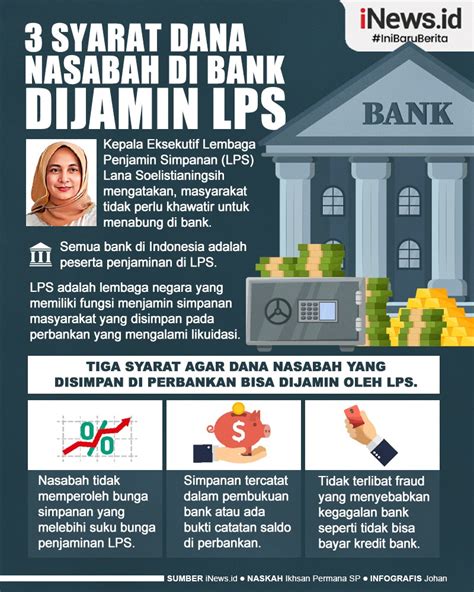 iNews.id
#IniBaruBerita
3 SYARAT DANA
NASABAH DI BANK
DIJAMIN LPS
BANK
Kepala Eksekutif Lembaga
Penjamin Simpanan (LPS)
Lana Soelistianingsih
mengatakan, masyarakat
tidak perlu khawatir untuk
menabung di bank.
Semua bank di Indonesia adalah
peserta penjaminan di LPS.
LPS adalah lembaga negara yang
memiliki fungsi menjamin simpanan
masyarakat yang disimpan pada
perbankan yang mengalami likuidasi.
TIGA SYARAT AGAR DANA NASABAH YANG
DISIMPAN DI PERBANKAN BISA DIJAMIN OLEH LPS.
%
$
Nasabah tidak
memperoleh bunga
simpanan yang
melebihi suku bunga
penjaminan LPS.
Simpanan tercatat
dalam pembukuan
bank atau ada
bukti catatan saldo
di perbankan.
Tidak terlibat fraud
yang menyebabkan
kegagalan bank
seperti tidak bisa
bayar kredit bank.
SUMBER iNews.id ● NASKAH Ikhsan Permana SP ● INFOGRAFIS Johan